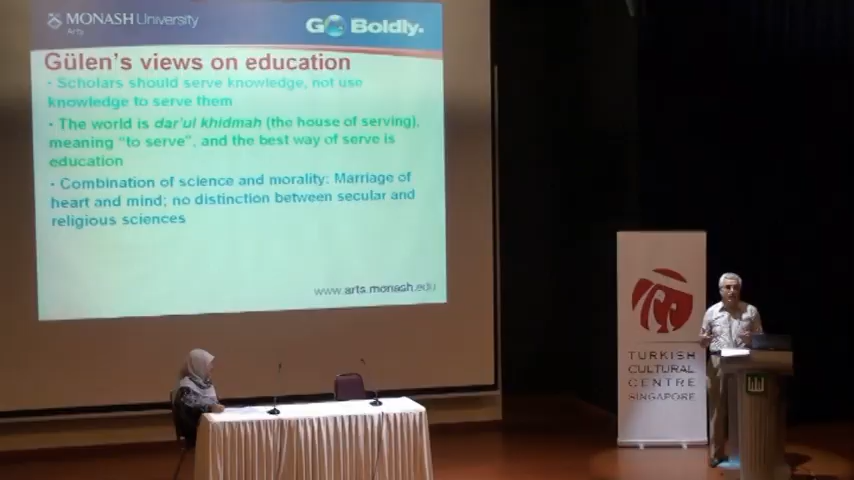 MONASH University
Arts
GO Boldly.
Gülen's views on education
• Scholars should serve knowledge, not use
knowledge to serve them
• The world is dar'ul khidmah (the house of serving),
meaning "to serve", and the best way of serve is
education
• Combination of science and morality: Marriage of
heart and mind; no distinction between secular and
religious sciences
www.arts.monash.edu
TURKISH
CULTURAL
CENTRE
SINGAPORE